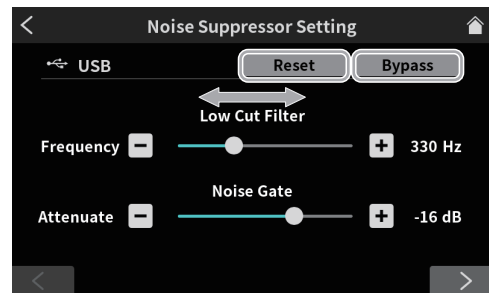 Noise Suppressor Setting
USB Reset Bypass
Low Cut Filter
Frequency 330 Hz
Noise Gate
Attenuate -16 dB